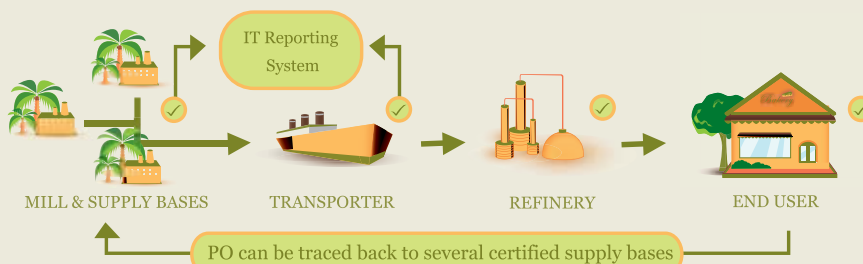 IT Reporting
System
MILL & SUPPLY BASES
TRANSPORTER
REFINERY
END USER
PO can be traced back to several certified supply bases